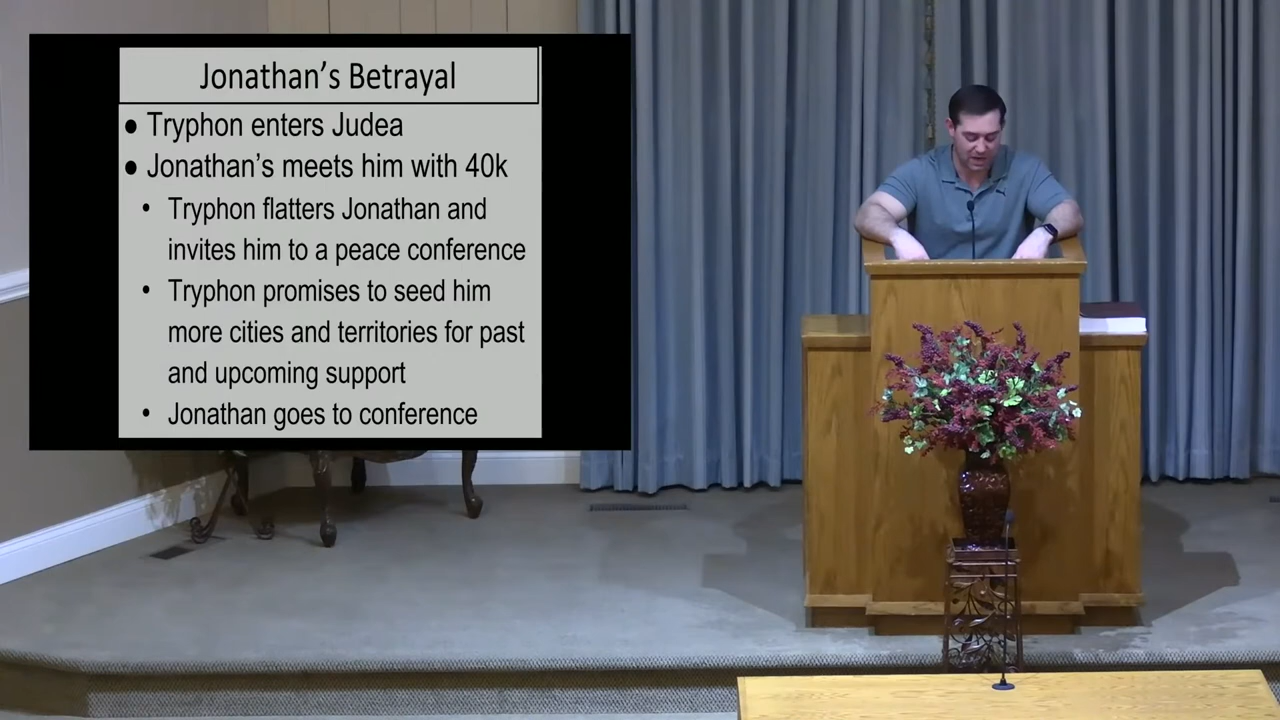 Jonathan’s Betrayal
● Tryphon enters Judea
● Jonathan’s meets him with 40k
• Tryphon flatters Jonathan and
invites him to a peace conference
• Tryphon promises to seed him
more cities and territories for past
and upcoming support
• Jonathan goes to conference